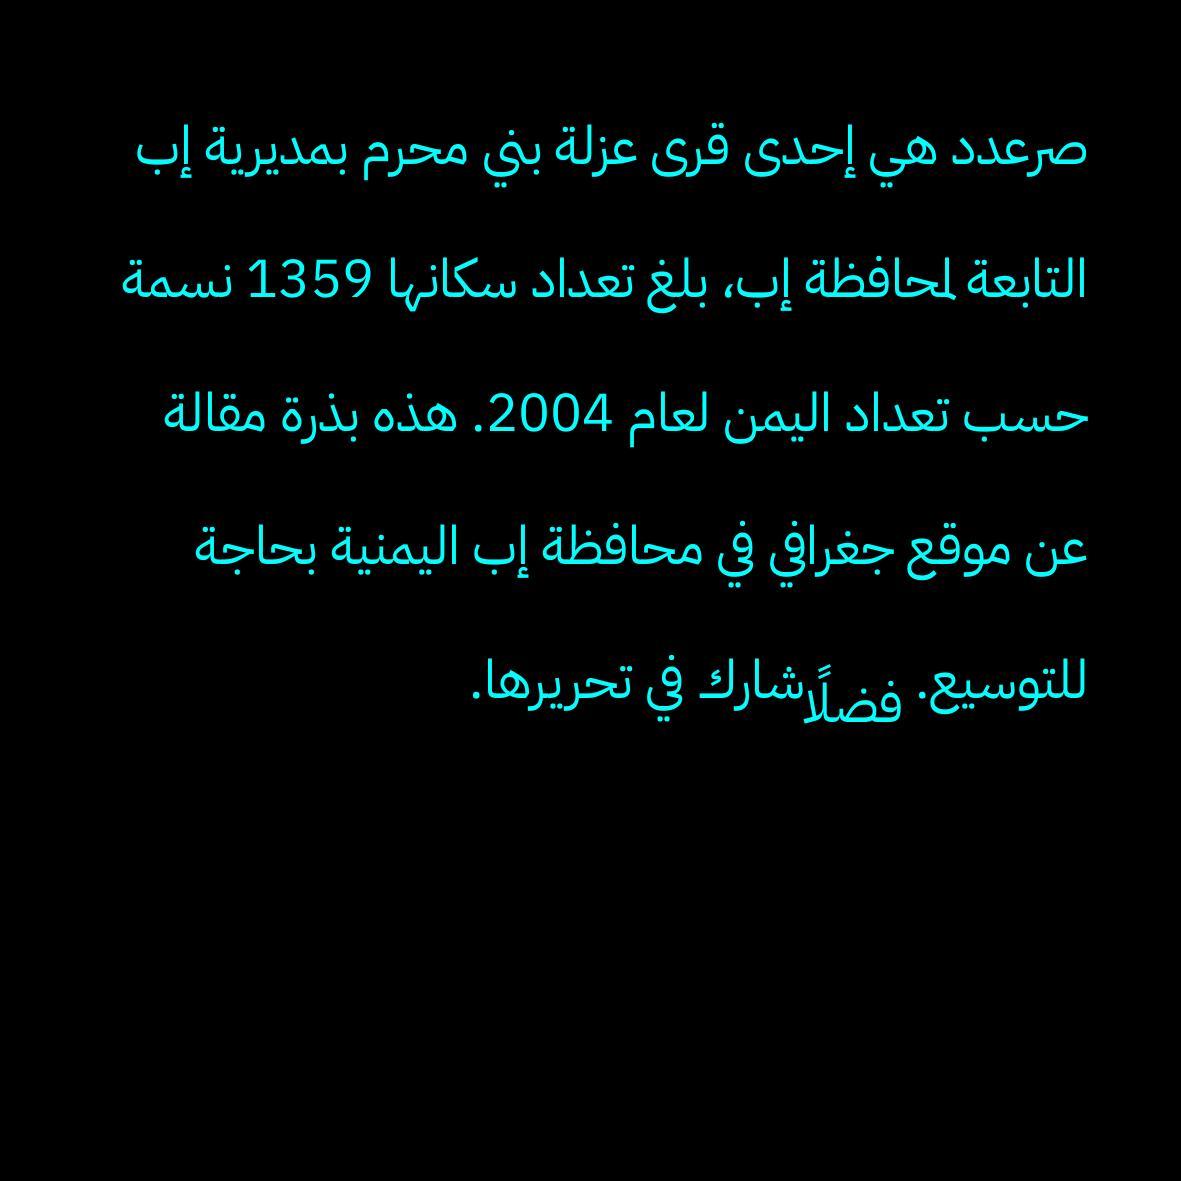 صرعدد هي إحدى قرى عزلة بني محرم بمديرية إب
التابعة لمحافظة إب، بلغ تعداد سكانها 1359 نسمة
حسب تعداد اليمن لعام 2004. هذه بذرة مقالة
عن موقع جغرافي في محافظة إب اليمنية بحاجة
للتوسيع. فضلًا شارك في تحريرها.